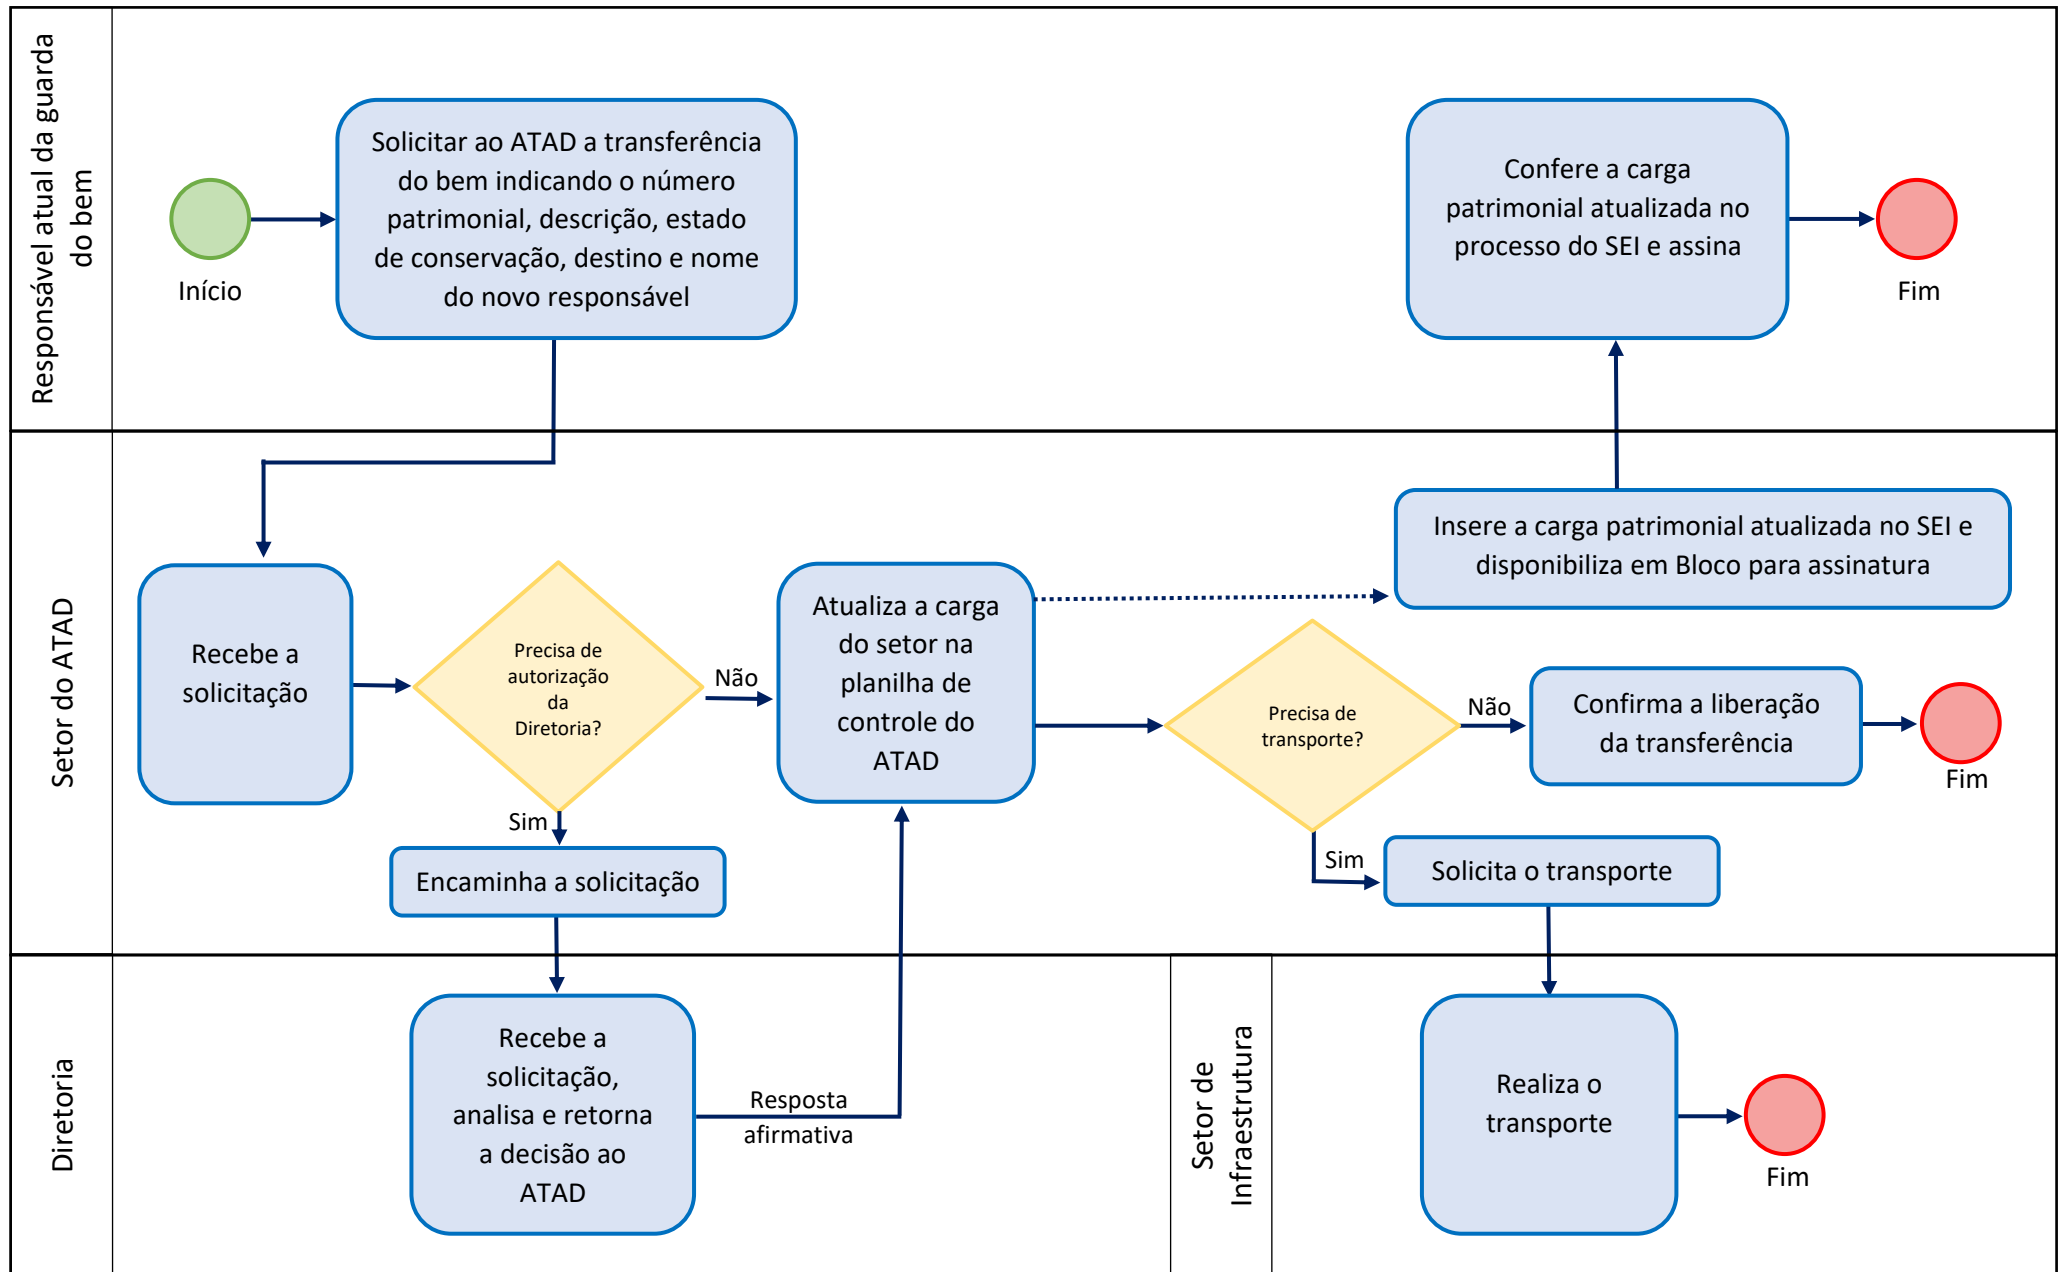 Responsável atual da guarda
do bem
Início
Solicitar ao ATAD a transferência
do bem indicando o número
patrimonial, descrição, estado
de conservação, destino e nome
do novo responsável
Confere a carga
patrimonial atualizada no
processo do SEI e assina
Fim
Setor do ATAD
Recebe a
solicitação
Precisa de
autorização
da
Diretoria?
Não
Sim
Encaminha a solicitação
Atualiza a carga
do setor na
planilha de
controle do
ATAD
Insere a carga patrimonial atualizada no SEI e
disponibiliza em Bloco para assinatura
Precisa de
transporte?
Não
Confirma a liberação
da transferência
Fim
Sim
Solicita o transporte
Diretoria
Recebe a
solicitação,
analisa e retorna
a decisão ao
ATAD
Resposta
afirmativa
Setor de
Infraestrutura
Realiza o
transporte
Fim